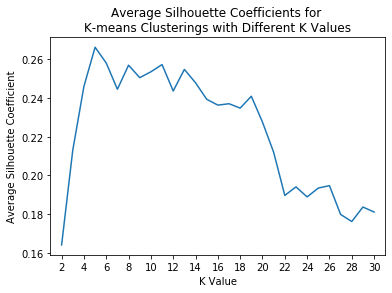 Average Silhouette Coefficients for
K-means Clusterings with Different K Values
0.26
0.24
0.22
0.20
0.18
0.16
Average Silhouette Coefficient
2 4 6 8 10 12 14 16 18 20 22 24 26 28 30
K Value